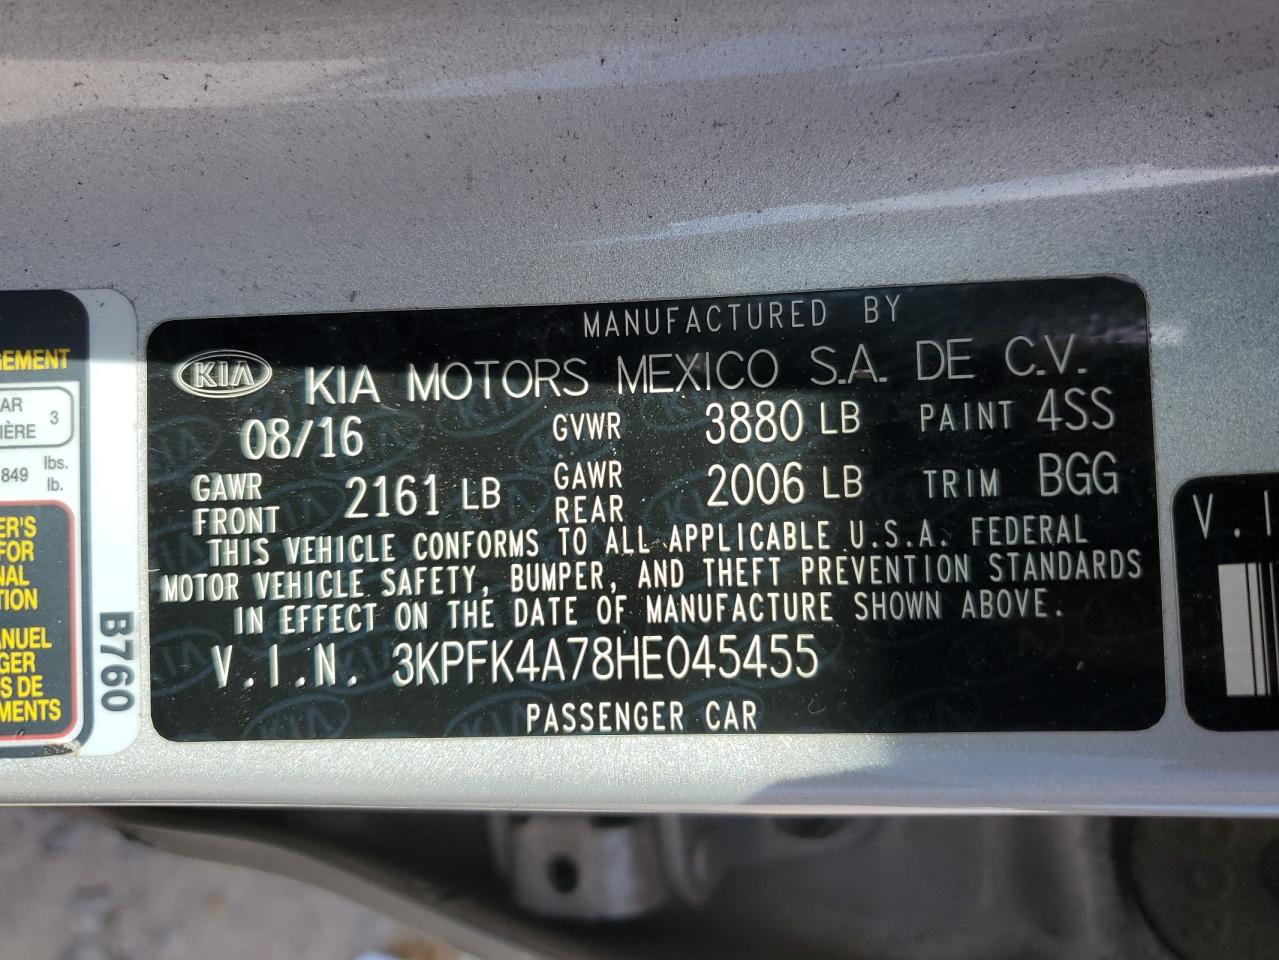 GEMENT
AR 3
IÈRE
849 lbs.
lb.
ER'S
FOR
NAL
TION
ANUEL
GER
S DE
MENTS
B760
MANUFACTURED BY
KIA KIA MOTORS MEXICO S.A. DE C.V.
08/16 GVWR 3880 LB PAINT 4SS
GAWR FRONT 2161 LB GAWR REAR 2006 LB TRIM BGG
THIS VEHICLE CONFORMS TO ALL APPLICABLE U.S.A. FEDERAL
MOTOR VEHICLE SAFETY, BUMPER, AND THEFT PREVENTION STANDARDS
IN EFFECT ON THE DATE OF MANUFACTURE SHOWN ABOVE.
V.I.N. 3KPFK4A78HE045455
PASSENGER CAR
V.I